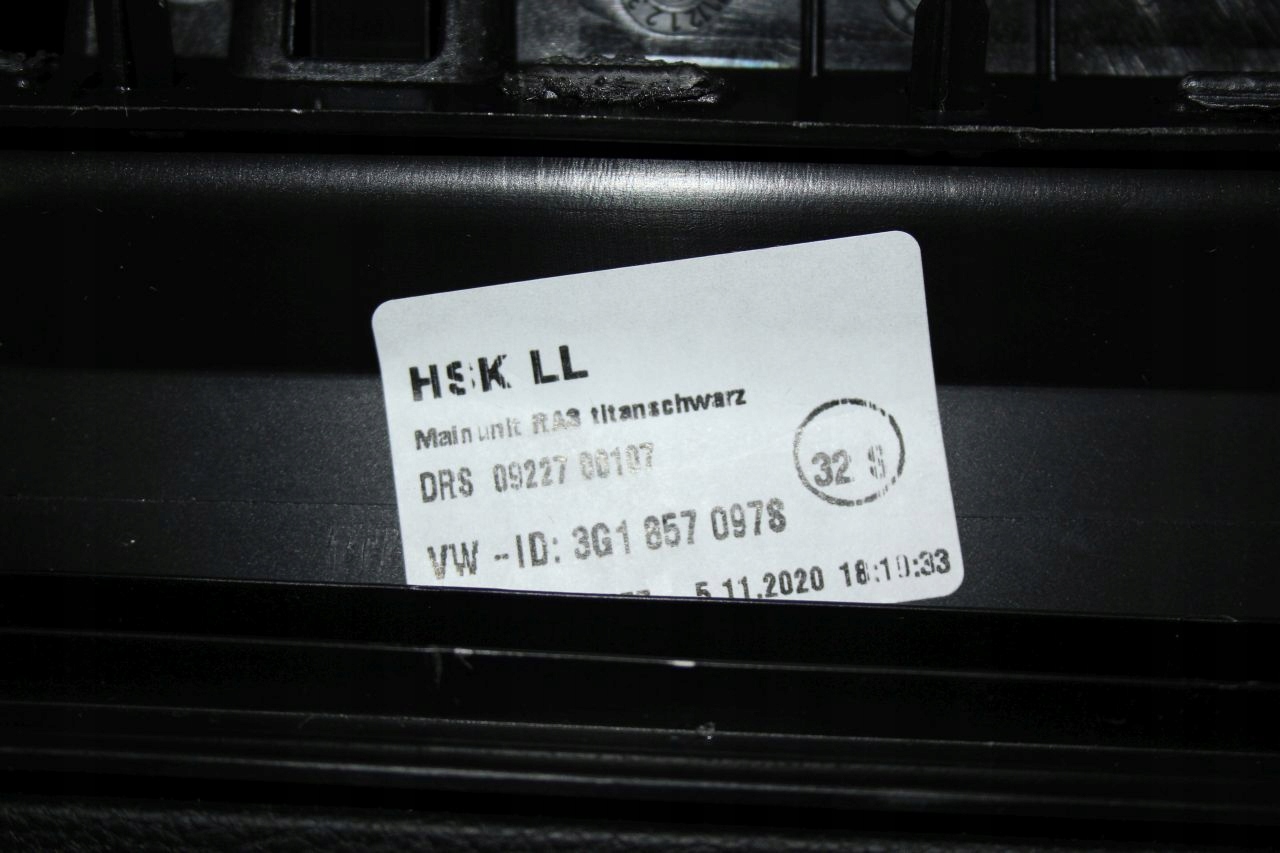 HSK LL
Main unit RAS titanschwarz
DRS 09227 00107
32 S
VW -ID: 3G1 857 097S
5.11.2020 18:10:33